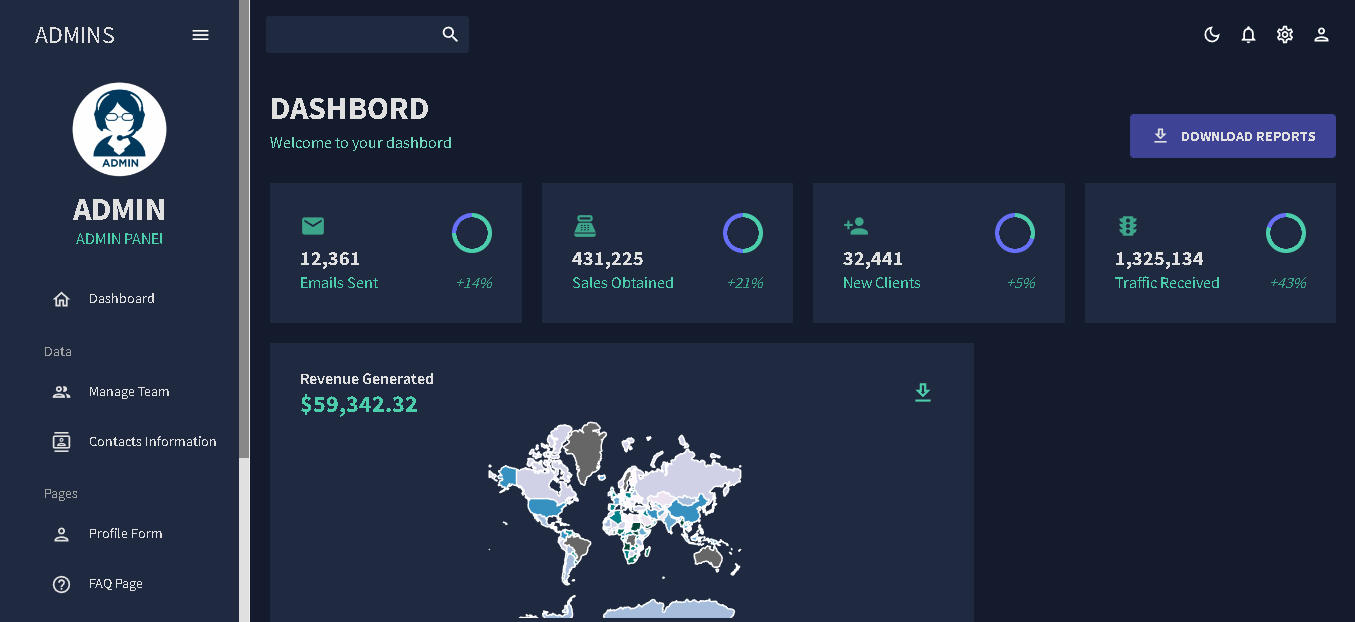 ADMINS
ADMIN
ADMIN
ADMIN PANEl
Dashboard
Data
Manage Team
Contacts Information
Pages
Profile Form
FAQ Page
DASHBORD
Welcome to your dashbord
DOWNLOAD REPORTS
12,361
Emails Sent
+14%
431,225
Sales Obtained
+21%
32,441
New Clients
+5%
1,325,134
Traffic Received
+43%
Revenue Generated
$59,342.32